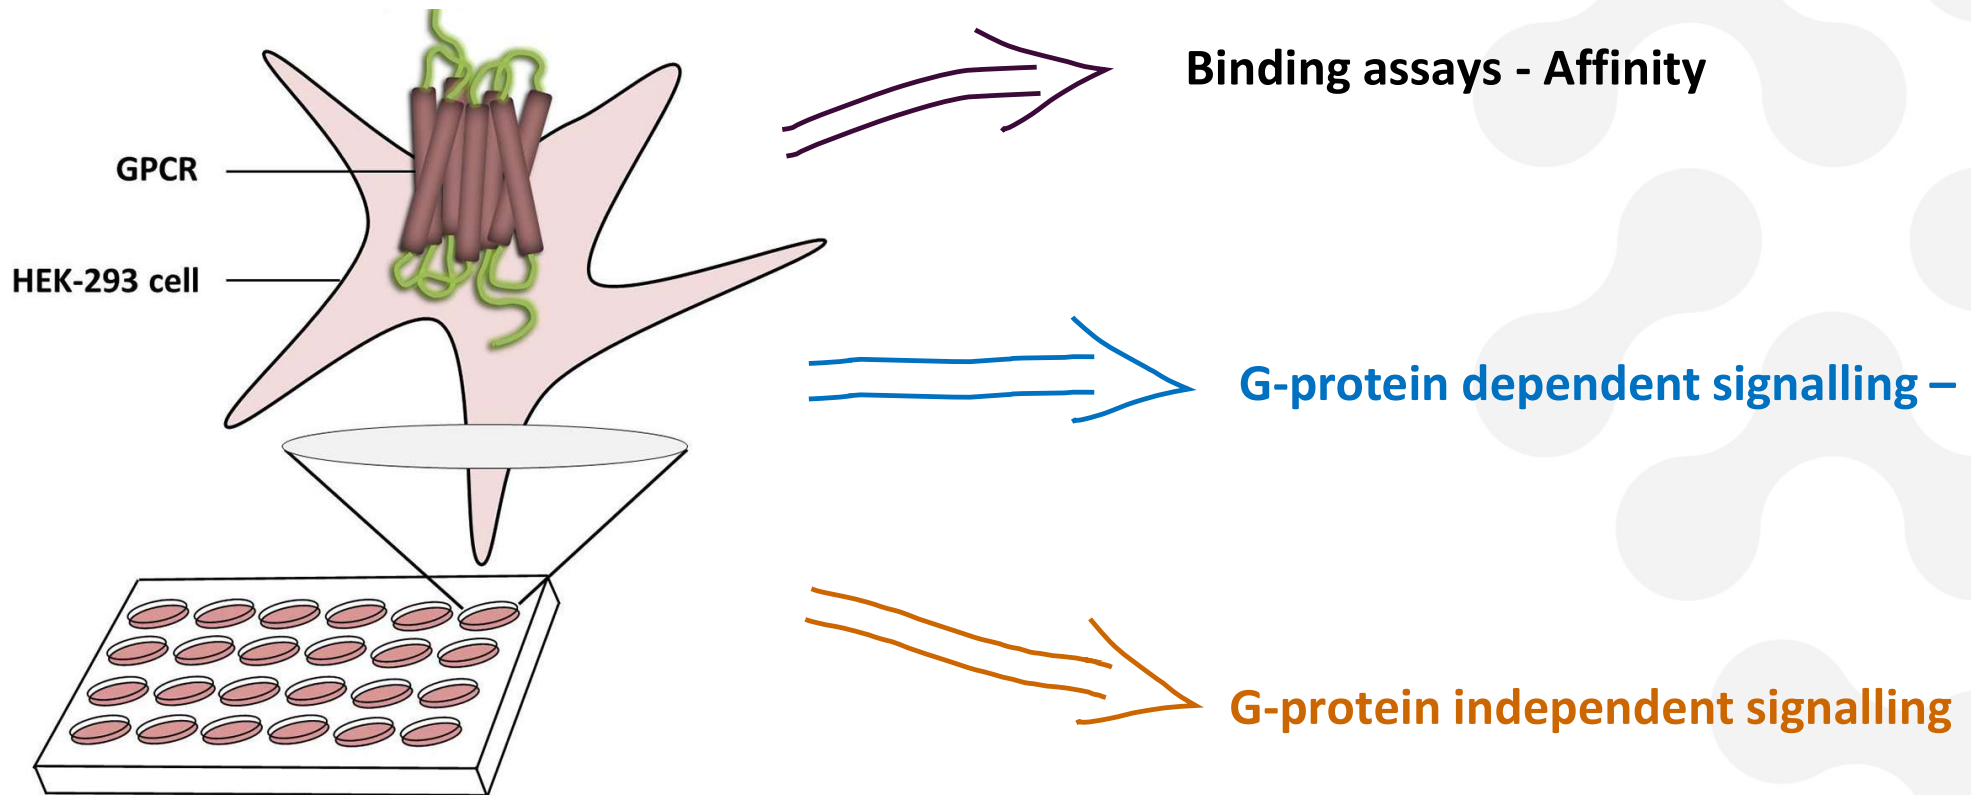 Binding assays - Affinity
GPCR
HEK-293 cell
G-protein dependent signalling –
G-protein independent signalling